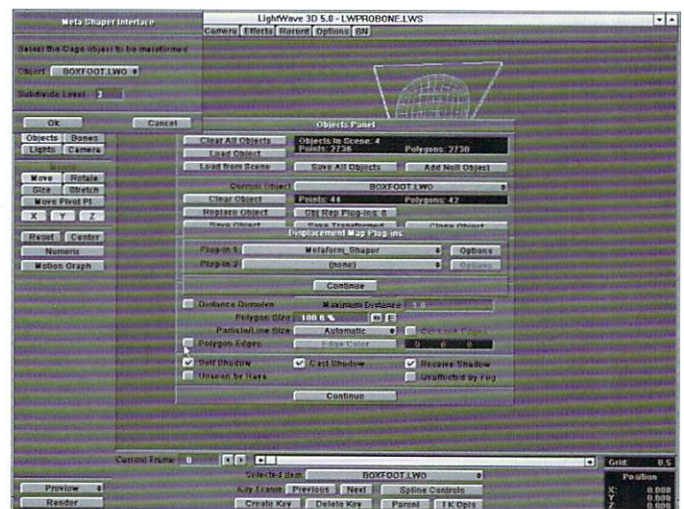 Meta Shaper Interface
LightWave 3D 5.0 - LWPROBONE.LWS
Camera Effects Record Options BN
Select the Cage object to be metaformed
Object BOXFOOT.LWO
Subdivide Level 3
Ok Cancel
Objects Panel
Objects Bones
Lights Camera
Clear All Objects Objects In Scene: 4
Load Object Points: 2736 Polygons: 2730
Load from Scene Save All Objects Add Null Object
Move Rotate
Size Stretch
Move Pivot Pt.
X Y Z
Current Object BOXFOOT.LWO
Clear Object Points: 44 Polygons: 42
Replace Object Obj Rep Plug-ins: 0
Save Object Save Transformed Clone Object
Reset Center
Numeric
Motion Graph
Displacement Map Plug-ins
Plug-in 1 Metaform_Shaper Options
Plug-in 2 (none) Options
Continue
Distance Dissolve Maximum Distance 1.0
Polygon Size 100.0 % E
Particle/Line Size Automatic
Polygon Edges Edge Color 0 0 0
Self Shadow Cast Shadow Receive Shadow
Unseen by Rays Unaffected by Fog
Continue
Current Frame 0
Grid: 0.5
Selected Item BOXFOOT.LWO
Position
Preview Key Frame Previous Next Spline Controls
X: 0.000
Y: 0.000
Z: 0.000
Render Create Key Delete Key Parent I K Opts